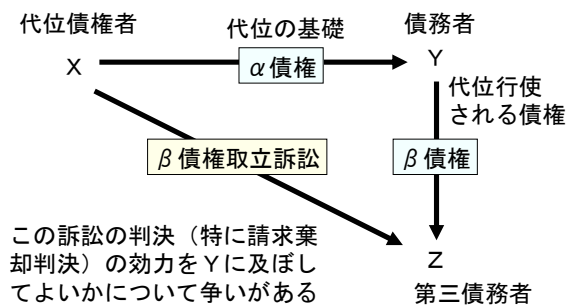 代位債権者
代位の基礎
債務者
X
α債権
Y
代位行使
される債権
β債権取立訴訟
β債権
この訴訟の判決（特に請求棄
却判決）の効力をYに及ぼし
てよいかについて争いがある
Z
第三債務者